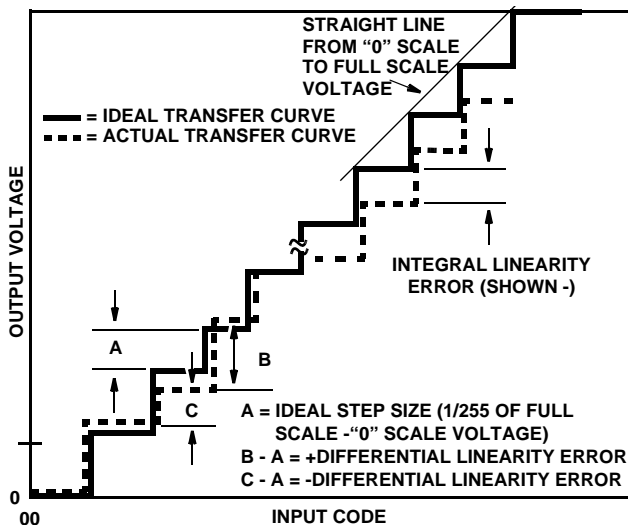 STRAIGHT LINE
FROM “0” SCALE
TO FULL SCALE
VOLTAGE
= IDEAL TRANSFER CURVE
= ACTUAL TRANSFER CURVE
OUTPUT VOLTAGE
INTEGRAL LINEARITY
ERROR (SHOWN -)
A
B
C
A = IDEAL STEP SIZE (1/255 OF FULL
SCALE -“0” SCALE VOLTAGE)
B - A = +DIFFERENTIAL LINEARITY ERROR
C - A = -DIFFERENTIAL LINEARITY ERROR
0
00
INPUT CODE